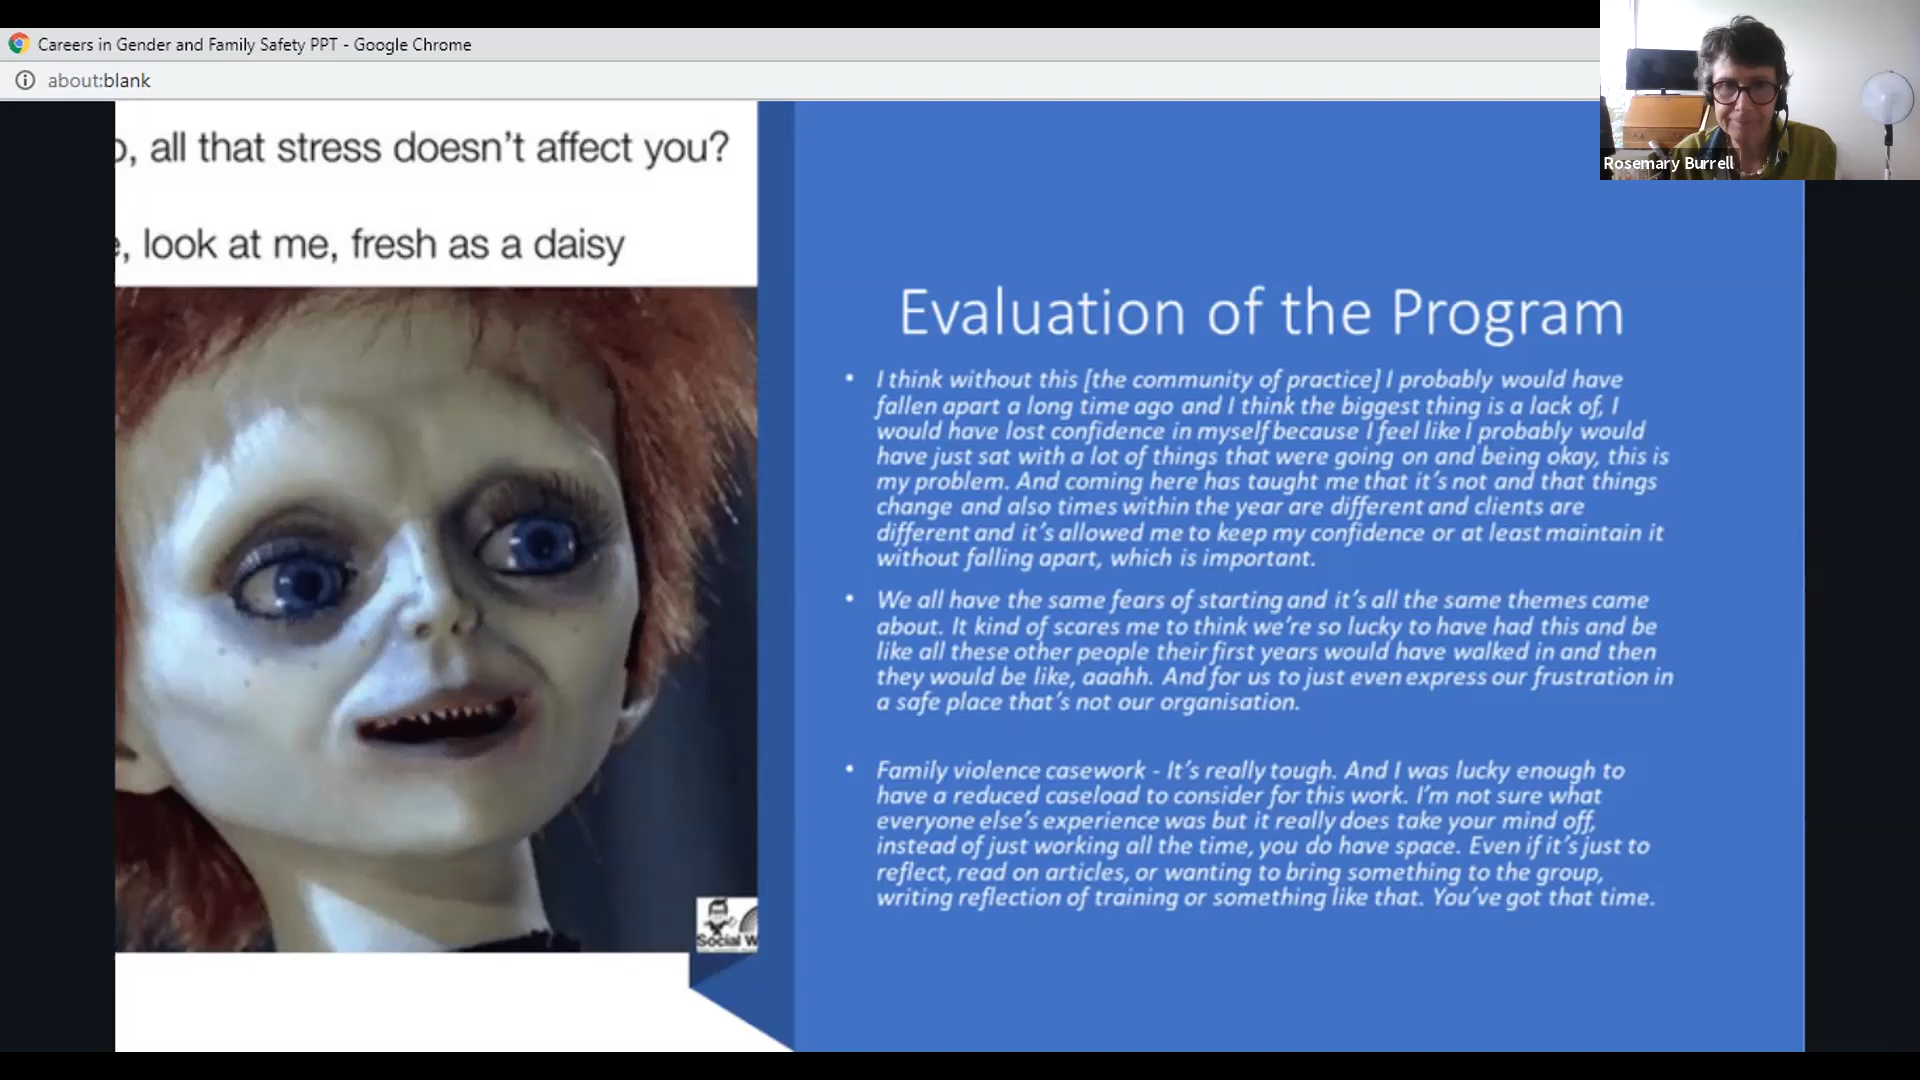 Careers in Gender and Family Safety PPT - Google Chrome
about:blank
Rosemary Burrell
o, all that stress doesn't affect you?
e, look at me, fresh as a daisy
Social W
Evaluation of the Program
• I think without this [the community of practice] I probably would have
fallen apart a long time ago and I think the biggest thing is a lack of, I
would have lost confidence in myself because I feel like I probably would
have just sat with a lot of things that were going on and being okay, this is
my problem. And coming here has taught me that it's not and that things
change and also times within the year are different and clients are
different and it's allowed me to keep my confidence or at least maintain it
without falling apart, which is important.
• We all have the same fears of starting and it's all the same themes came
about. It kind of scares me to think we're so lucky to have had this and be
like all these other people their first years would have walked in and then
they would be like, aaahh. And for us to just even express our frustration in
a safe place that's not our organisation.
• Family violence casework - It's really tough. And I was lucky enough to
have a reduced caseload to consider for this work. I'm not sure what
everyone else's experience was but it really does take your mind off,
instead of just working all the time, you do have space. Even if it's just to
reflect, read on articles, or wanting to bring something to the group,
writing reflection of training or something like that. You've got that time.